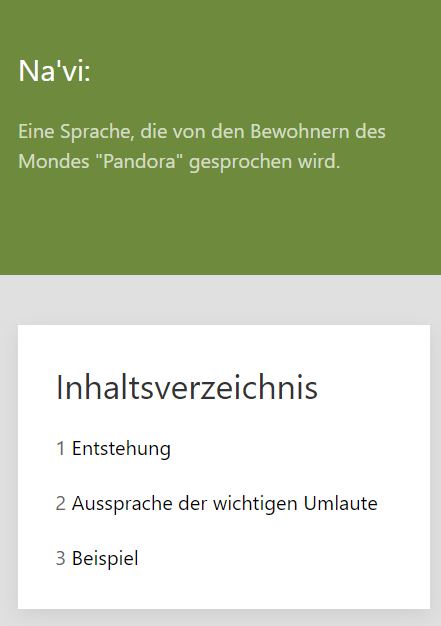 Na'vi:
Eine Sprache, die von den Bewohnern des
Mondes "Pandora" gesprochen wird.
Inhaltsverzeichnis
1 Entstehung
2 Aussprache der wichtigen Umlaute
3 Beispiel